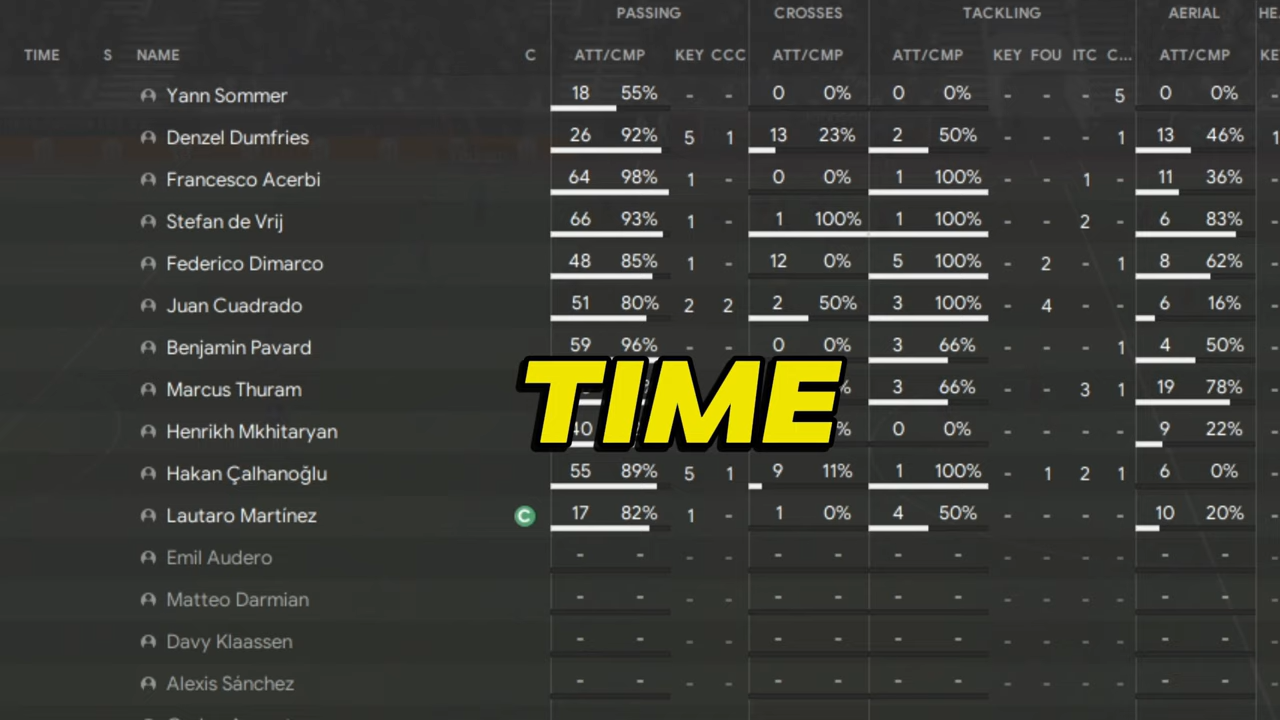 PASSING CROSSES TACKLING AERIAL HE
TIME S NAME C ATT/CMP KEY CCC ATT/CMP ATT/CMP KEY FOU ITC C... ATT/CMP KE
Yann Sommer 18 55% - - 0 0% 0 0% - - - 5 0 0%
Denzel Dumfries 26 92% 5 1 13 23% 2 50% - - - 1 13 46% 1
Francesco Acerbi 64 98% 1 - 0 0% 1 100% - - 1 - 11 36%
Stefan de Vrij 66 93% 1 - 1 100% 1 100% - - 2 - 6 83%
Federico Dimarco 48 85% 1 - 12 0% 5 100% - 2 - 1 8 62%
Juan Cuadrado 51 80% 2 2 2 50% 3 100% - 4 - - 6 16%
Benjamin Pavard 59 96% - - 0 0% 3 66% - - - 1 4 50%
Marcus Thuram 3 66% - - 3 1 19 78%
TIME
Henrikh Mkhitaryan 40 % 0 0% - - - - 9 22%
Hakan Çalhanoğlu 55 89% 5 1 9 11% 1 100% - 1 2 1 6 0%
Lautaro Martínez C 17 82% 1 - 1 0% 4 50% - - - - 10 20%
Emil Audero - - - - - - - - - - - - - -
Matteo Darmian - - - - - - - - - - - - - -
Davy Klaassen - - - - - - - - - - - - - -
Alexis Sánchez - - - - - - - - - - - - - -